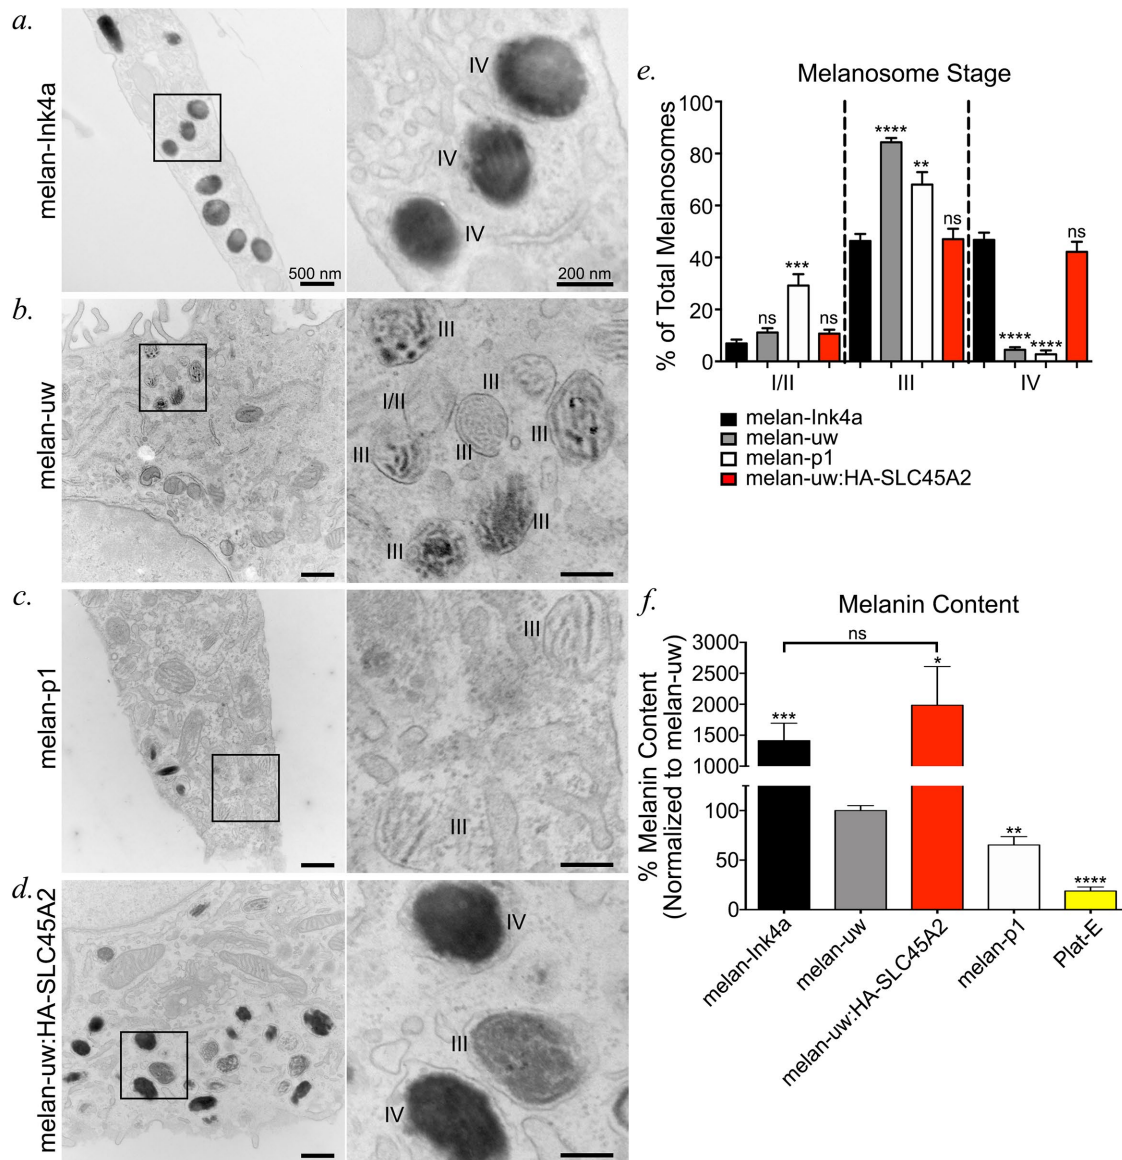 a.
melan-Ink4a
500 nm
IV
IV
IV
200 nm
b.
melan-uw
III
III
I/II
III
III
III
III
III
c.
melan-p1
III
III
d.
melan-uw:HA-SLC45A2
IV
III
IV
e.
Melanosome Stage
% of Total Melanosomes
100
80
60
40
20
0
ns
***
ns
****
**
ns
****
****
ns
I/II
III
IV
melan-Ink4a
melan-uw
melan-p1
melan-uw:HA-SLC45A2
f.
Melanin Content
% Melanin Content
(Normalized to melan-uw)
3000
2500
2000
1500
1000
100
50
0
ns
***
*
**
****
melan-Ink4a
melan-uw
melan-uw:HA-SLC45A2
melan-p1
Plat-E